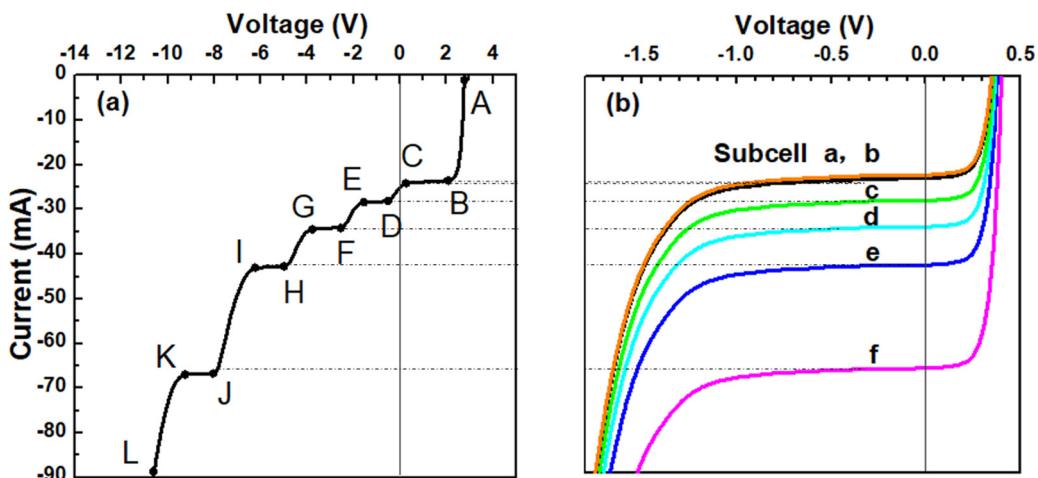 Voltage (V)
-14 -12 -10 -8 -6 -4 -2 0 2 4
0
-10
-20
-30
-40
-50
-60
-70
-80
-90
Current (mA)
(a)
A
C
B
E
D
G
F
I
H
K
J
L
Voltage (V)
-1.5 -1.0 -0.5 0.0 0.5
(b)
Subcell a, b
c
d
e
f